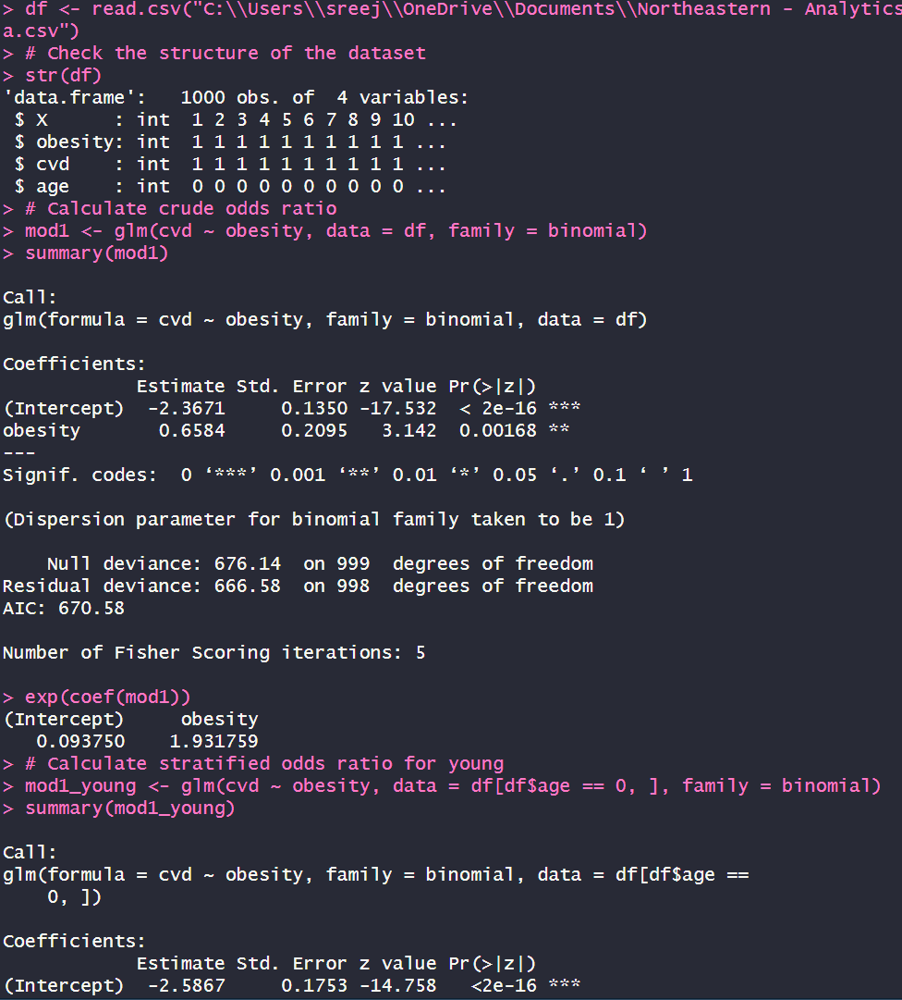 > df <- read.csv("C:\\Users\\sreej\\OneDrive\\Documents\\Northeastern - Analytics
a.csv")
> # Check the structure of the dataset
> str(df)
'data.frame':   1000 obs. of  4 variables:
 $ X      : int  1 2 3 4 5 6 7 8 9 10 ...
 $ obesity: int  1 1 1 1 1 1 1 1 1 1 ...
 $ cvd    : int  1 1 1 1 1 1 1 1 1 1 ...
 $ age    : int  0 0 0 0 0 0 0 0 0 0 ...
> # Calculate crude odds ratio
> mod1 <- glm(cvd ~ obesity, data = df, family = binomial)
> summary(mod1)

Call:
glm(formula = cvd ~ obesity, family = binomial, data = df)

Coefficients:
            Estimate Std. Error z value Pr(>|z|)
(Intercept)  -2.3671     0.1350 -17.532  < 2e-16 ***
obesity       0.6584     0.2095   3.142  0.00168 **
---
Signif. codes:  0 ‘***’ 0.001 ‘**’ 0.01 ‘*’ 0.05 ‘.’ 0.1 ‘ ’ 1

(Dispersion parameter for binomial family taken to be 1)

    Null deviance: 676.14  on 999  degrees of freedom
Residual deviance: 666.58  on 998  degrees of freedom
AIC: 670.58

Number of Fisher Scoring iterations: 5

> exp(coef(mod1))
(Intercept)     obesity
   0.093750    1.931759
> # Calculate stratified odds ratio for young
> mod1_young <- glm(cvd ~ obesity, data = df[df$age == 0, ], family = binomial)
> summary(mod1_young)

Call:
glm(formula = cvd ~ obesity, family = binomial, data = df[df$age ==
    0, ])

Coefficients:
            Estimate Std. Error z value Pr(>|z|)
(Intercept)  -2.5867     0.1753 -14.758   <2e-16 ***